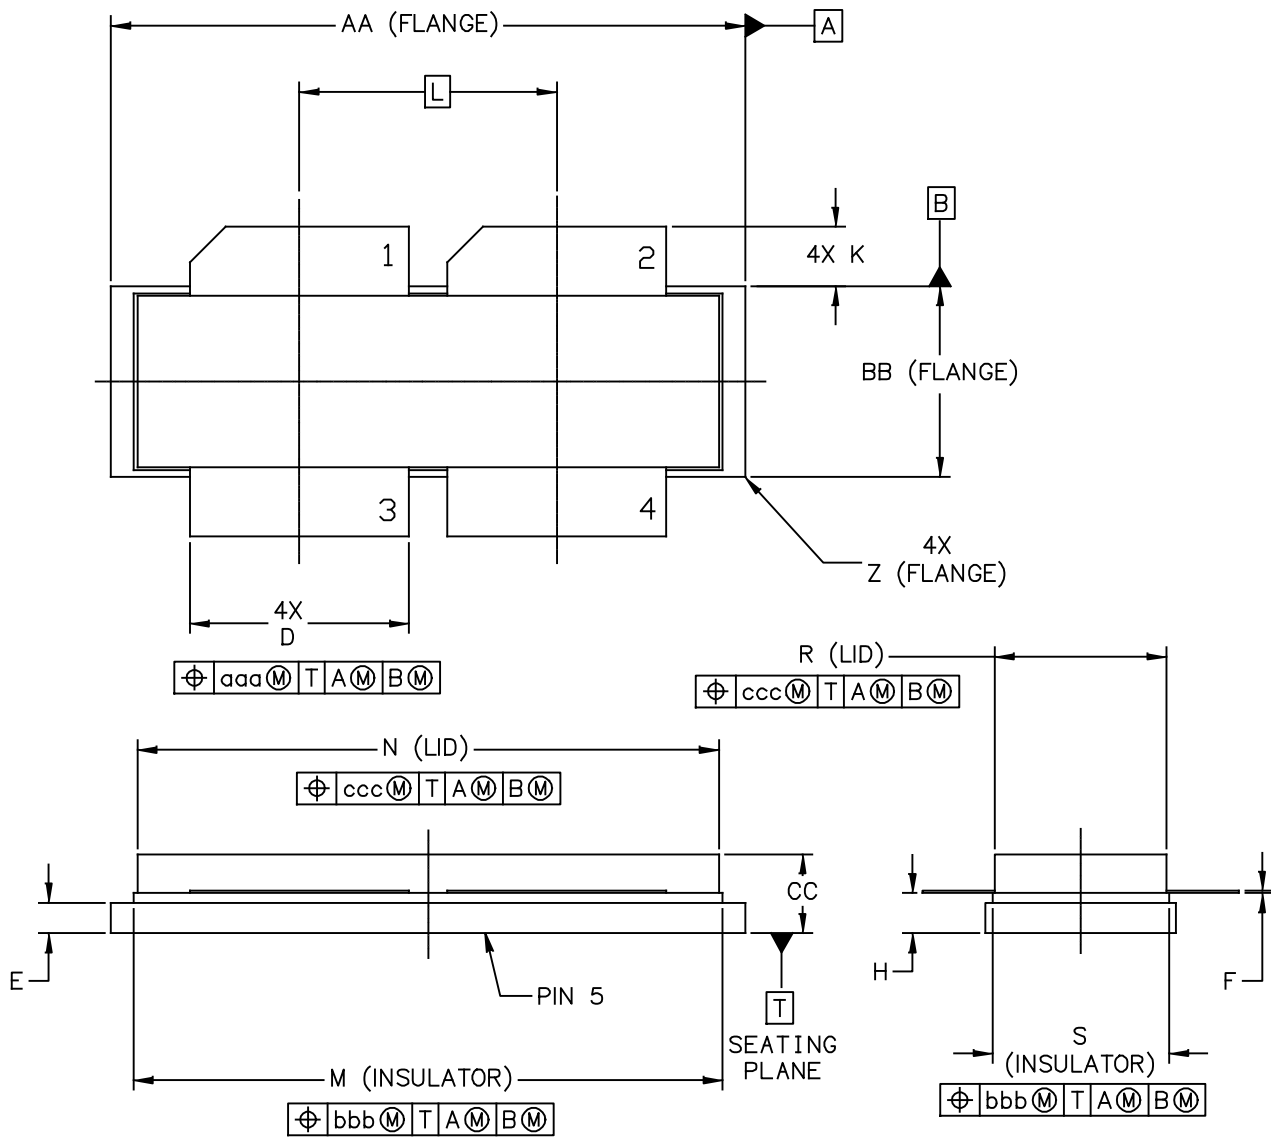 AA (FLANGE)
A
L
B
1
2
4X K
BB (FLANGE)
3
4
4X
Z (FLANGE)
4X
D
⌖ aaa Ⓜ T A Ⓜ B Ⓜ
R (LID)
⌖ ccc Ⓜ T A Ⓜ B Ⓜ
N (LID)
⌖ ccc Ⓜ T A Ⓜ B Ⓜ
CC
E
H
F
PIN 5
T
SEATING
PLANE
S
(INSULATOR)
M (INSULATOR)
⌖ bbb Ⓜ T A Ⓜ B Ⓜ
⌖ bbb Ⓜ T A Ⓜ B Ⓜ